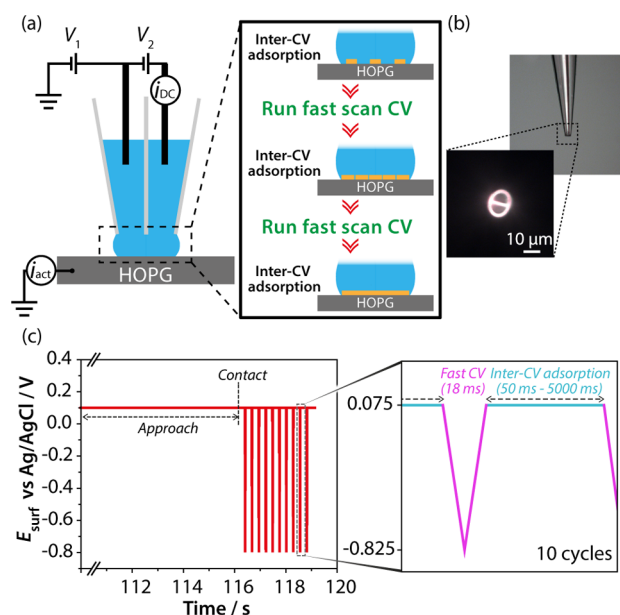 (a)
V1
V2
iDC
iact
HOPG
Inter-CV
adsorption
HOPG
Run fast scan CV
Inter-CV
adsorption
HOPG
Run fast scan CV
Inter-CV
adsorption
HOPG
(b)
10 μm
(c)
Esurf vs Ag/AgCl / V
0.4
0.2
0.0
-0.2
-0.4
-0.6
-0.8
Contact
Approach
112
114
116
118
120
Time / s
Fast CV
(18 ms)
Inter-CV adsorption
(50 ms - 5000 ms)
0.075
-0.825
10 cycles